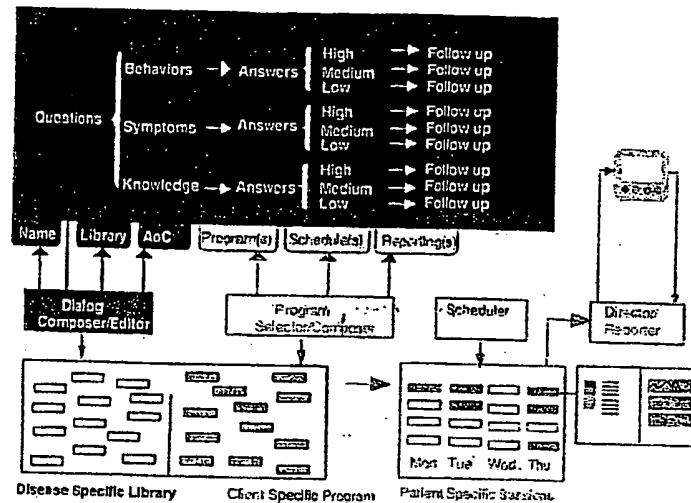 High → Follow up
Behaviors → Answers Medium → Follow up
Low → Follow up
High → Follow up
Questions Symptoms → Answers Medium → Follow up
Low → Follow up
High → Follow up
Knowledge → Answers Medium → Follow up
Low → Follow up
Name Library AoC Program(s) Schedule(s) Reporting(s)
Dialog
Composer/Editor
Program
Selector/Composer
Scheduler
Director/
Reporter
Mon Tue Wed. Thu
Disease Specific Library Client Specific Program Patient Specific